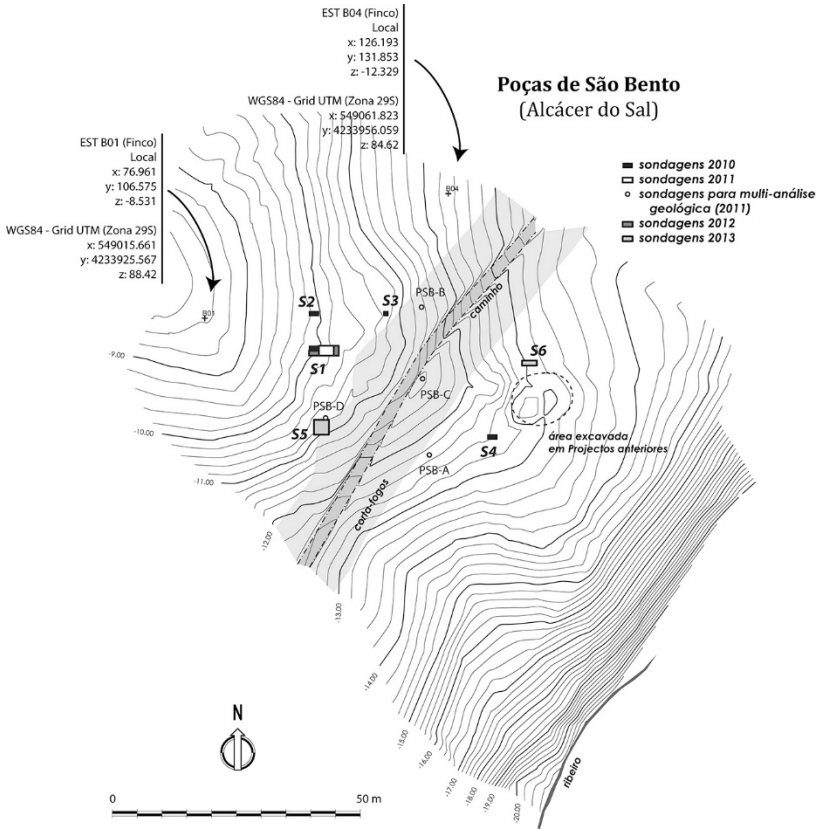 EST B04 (Finco)
Local
x: 126.193
y: 131.853
z: -12.329
WGS84 - Grid UTM (Zona 29S)
x: 549061.823
y: 4233956.059
z: 84.62
Poças de São Bento
(Alcácer do Sal)
EST B01 (Finco)
Local
x: 76.961
y: 106.575
z: -8.531
WGS84 - Grid UTM (Zona 29S)
x: 549015.661
y: 4233925.567
z: 88.42
sondagens 2010
sondagens 2011
sondagens para multi-análise
geológica (2011)
sondagens 2012
sondagens 2013
B04
B01
S2
S3
PSB-B
caminho
S1
S6
PSB-C
PSB-D
S5
S4
área excavada
em Projectos anteriores
PSB-A
corta-fogos
-9.00
-10.00
-11.00
-12.00
-13.00
-14.00
-15.00
-16.00
-17.00
-18.00
-19.00
-20.00
ribeiro
N
0
50 m